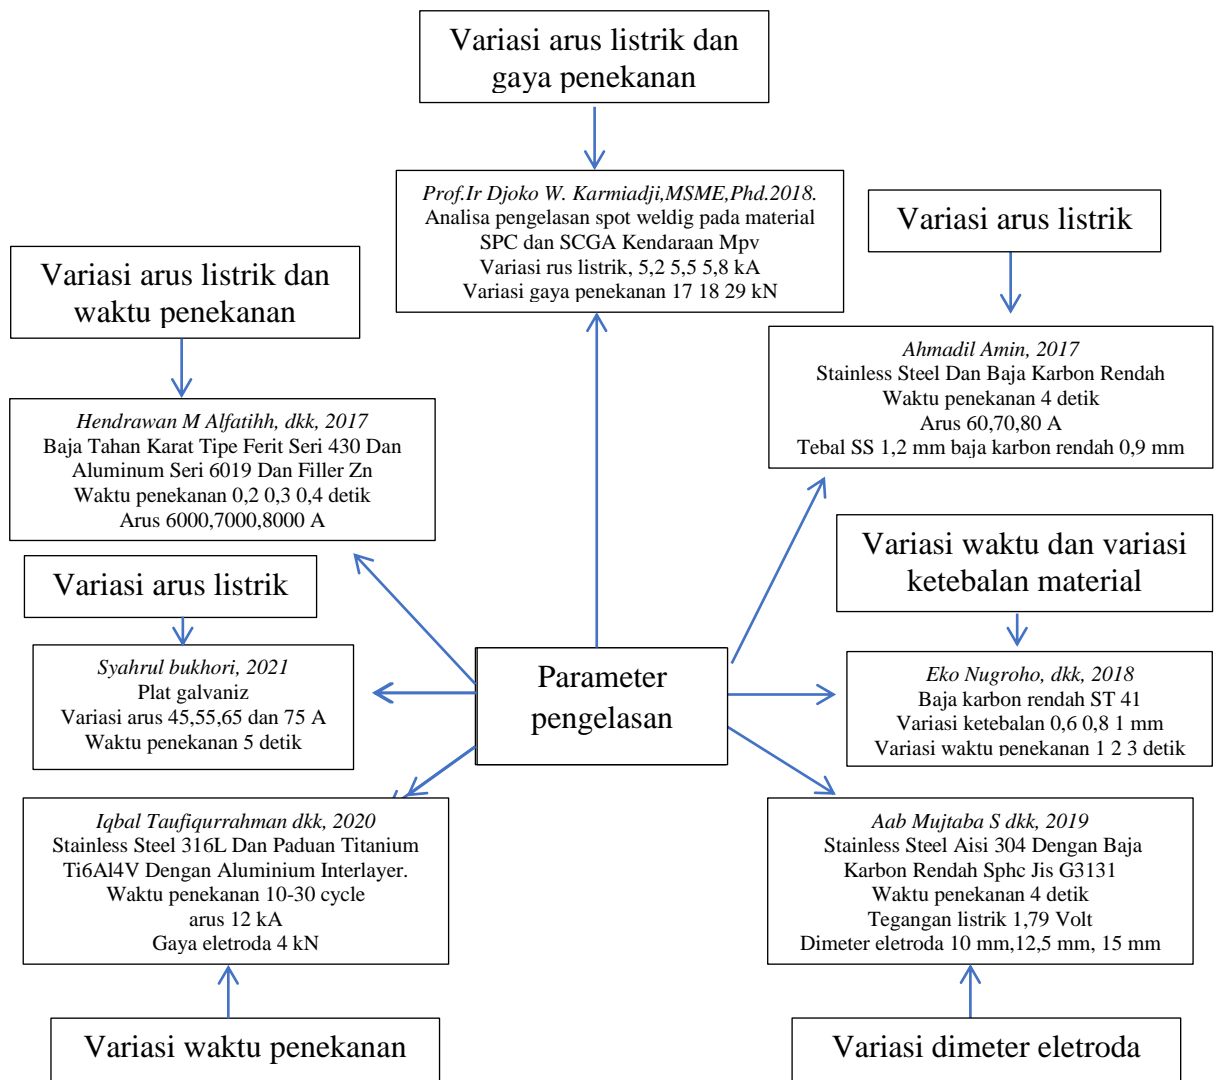 Variasi arus listrik dan
gaya penekanan
Prof.Ir Djoko W. Karmiadji,MSME,Phd.2018.
Analisa pengelasan spot weldig pada material
SPC dan SCGA Kendaraan Mpv
Variasi rus listrik, 5,2 5,5 5,8 kA
Variasi gaya penekanan 17 18 29 kN
Variasi arus listrik
Ahmadil Amin, 2017
Stainless Steel Dan Baja Karbon Rendah
Waktu penekanan 4 detik
Arus 60,70,80 A
Tebal SS 1,2 mm baja karbon rendah 0,9 mm
Variasi arus listrik dan
waktu penekanan
Hendrawan M Alfatihh, dkk, 2017
Baja Tahan Karat Tipe Ferit Seri 430 Dan
Aluminum Seri 6019 Dan Filler Zn
Waktu penekanan 0,2 0,3 0,4 detik
Arus 6000,7000,8000 A
Variasi waktu dan variasi
ketebalan material
Eko Nugroho, dkk, 2018
Baja karbon rendah ST 41
Variasi ketebalan 0,6 0,8 1 mm
Variasi waktu penekanan 1 2 3 detik
Variasi arus listrik
Syahrul bukhori, 2021
Plat galvaniz
Variasi arus 45,55,65 dan 75 A
Waktu penekanan 5 detik
Parameter
pengelasan
Iqbal Taufiqurrahman dkk, 2020
Stainless Steel 316L Dan Paduan Titanium
Ti6Al4V Dengan Aluminium Interlayer.
Waktu penekanan 10-30 cycle
arus 12 kA
Gaya eletroda 4 kN
Variasi waktu penekanan
Aab Mujtaba S dkk, 2019
Stainless Steel Aisi 304 Dengan Baja
Karbon Rendah Sphc Jis G3131
Waktu penekanan 4 detik
Tegangan listrik 1,79 Volt
Dimeter eletroda 10 mm,12,5 mm, 15 mm
Variasi dimeter eletroda